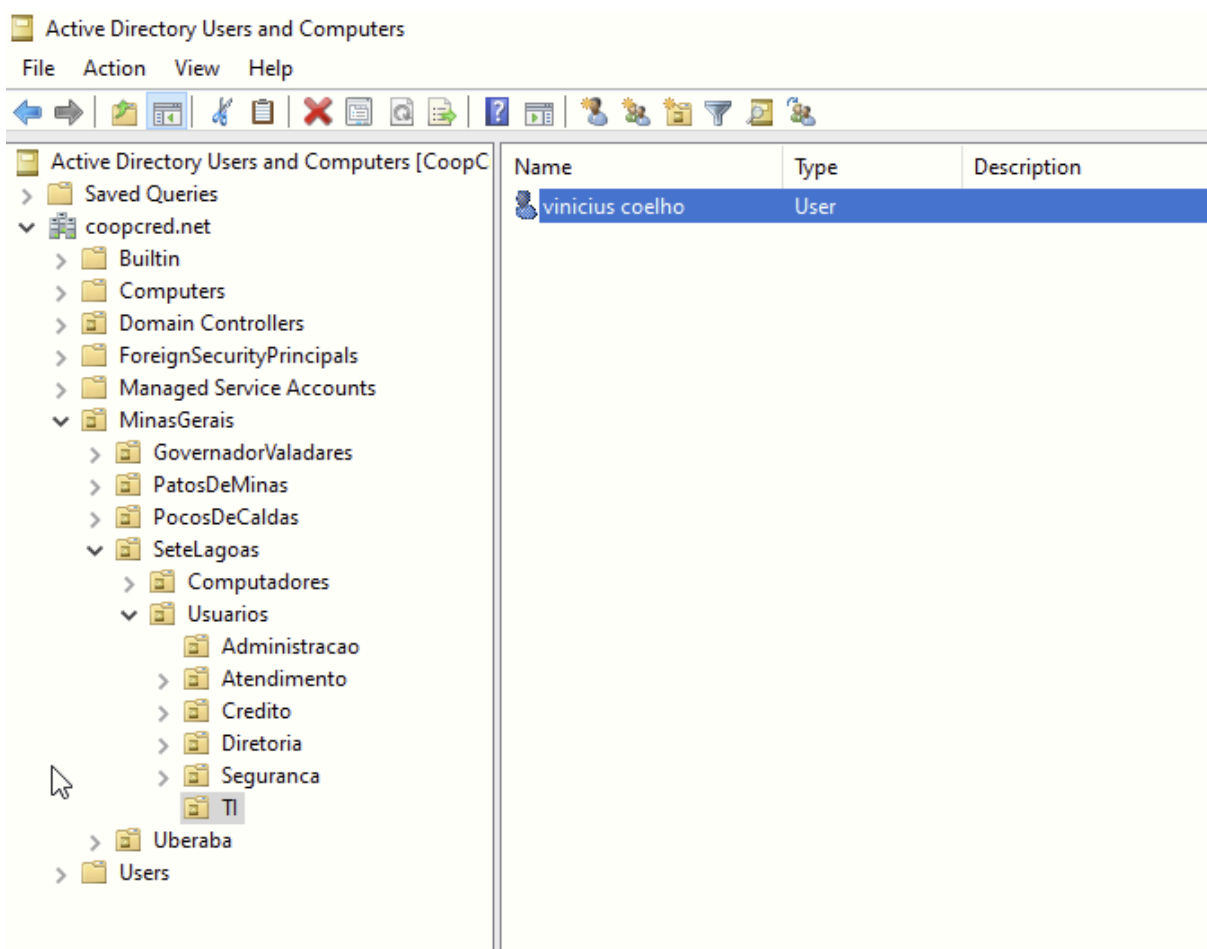 Active Directory Users and Computers
File Action View Help
Active Directory Users and Computers [CoopC
Saved Queries
coopcred.net
Builtin
Computers
Domain Controllers
ForeignSecurityPrincipals
Managed Service Accounts
MinasGerais
GovernadorValadares
PatosDeMinas
PocosDeCaldas
SeteLagoas
Computadores
Usuarios
Administracao
Atendimento
Credito
Diretoria
Seguranca
TI
Uberaba
Users
Name Type Description
vinicius coelho User